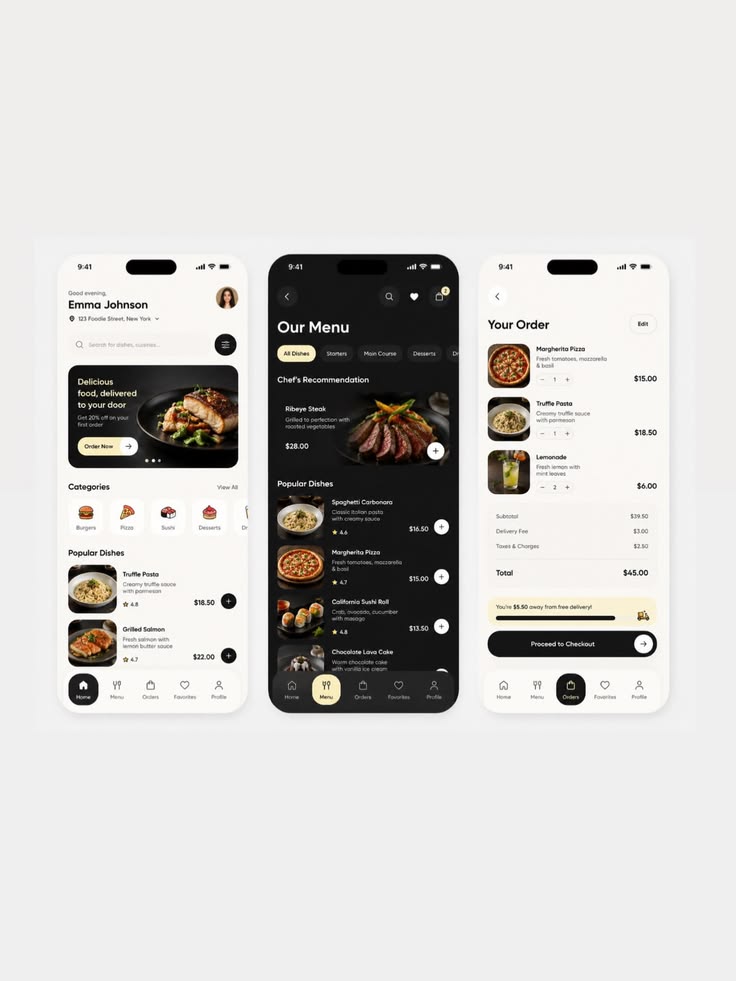 9:41
Good evening,
Emma Johnson
123 Foodie Street, New York
Search for dishes, cuisines...
Delicious
food, delivered
to your door
Get 20% off on your
first order
Order Now
Categories
View All
Burgers
Pizza
Sushi
Desserts
Dr
Popular Dishes
Truffle Pasta
Creamy truffle sauce
with parmesan
4.8
$18.50
Grilled Salmon
Fresh salmon with
lemon butter sauce
4.7
$22.00
Home
Menu
Orders
Favorites
Profile
9:41
2
Our Menu
All Dishes
Starters
Main Course
Desserts
Dr
Chef's Recommendation
Ribeye Steak
Grilled to perfection with
roasted vegetables
$28.00
Popular Dishes
Spaghetti Carbonara
Classic italian pasta
with creamy sauce
4.6
$16.50
Margherita Pizza
Fresh tomatoes, mozzarella
& basil
4.7
$15.00
California Sushi Roll
Crab, avocado, cucumber
with masago
4.8
$13.50
Chocolate Lava Cake
Warm chocolate cake
with vanilla ice cream
Home
Menu
Orders
Favorites
Profile
9:41
Your Order
Edit
Margherita Pizza
Fresh tomatoes, mozzarella
& basil
− 1 +
$15.00
Truffle Pasta
Creamy truffle sauce
with parmesan
− 1 +
$18.50
Lemonade
Fresh lemon with
mint leaves
− 2 +
$6.00
Subtotal
$39.50
Delivery Fee
$3.00
Taxes & Charges
$2.50
Total
$45.00
You're $5.50 away from free delivery!
Proceed to Checkout
Home
Menu
Orders
Favorites
Profile